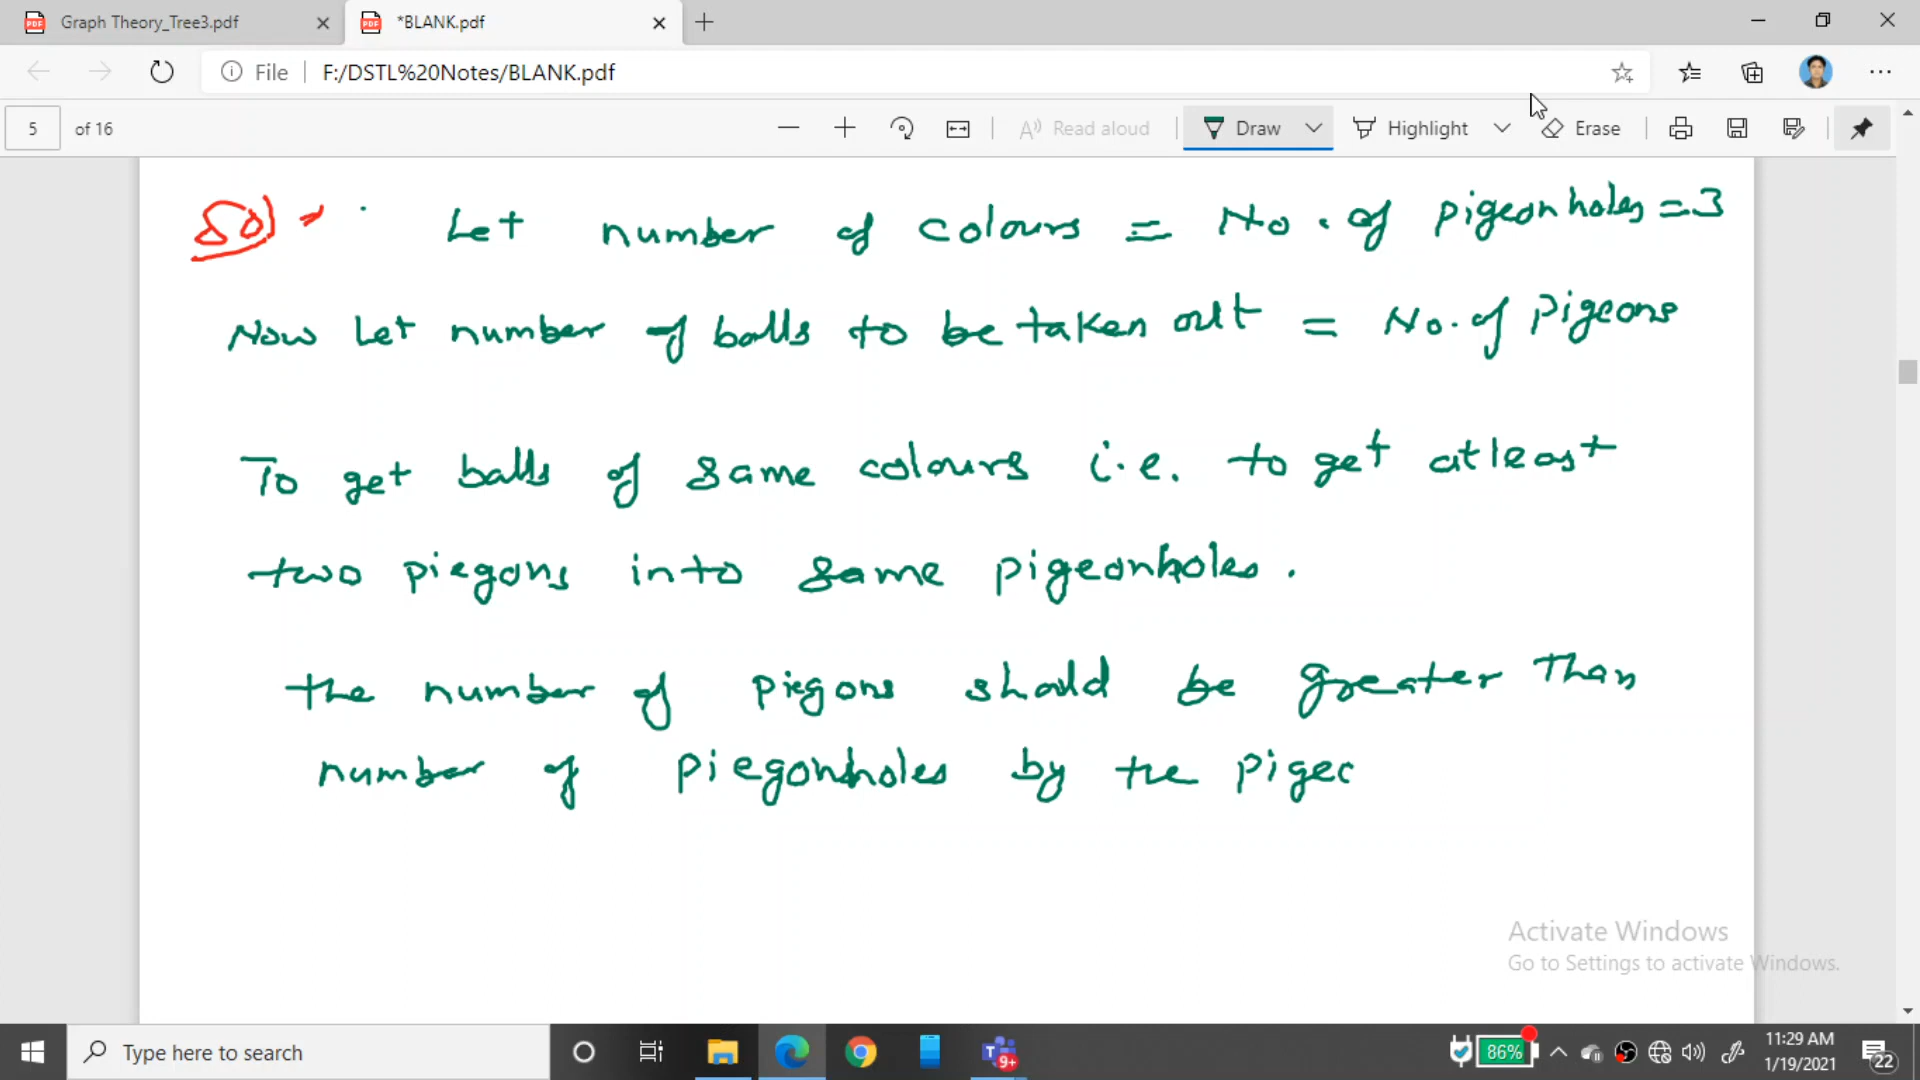 Graph Theory_Tree3.pdf
*BLANK.pdf
File
F:/DSTL%20Notes/BLANK.pdf
5 of 16
Read aloud
Draw
Highlight
Erase
Sol Let number of colours = No. of pigeonholes = 3
Now Let number of balls to be taken out = No. of Pigeons
To get balls of same colours i.e. to get atleast
two piegons into same pigeonholes.
the number of piegons should be greater than
number of piegonholes by the pigeo
Activate Windows
Go to Settings to activate Windows.
Type here to search
9+
86%
11:29 AM
1/19/2021
22